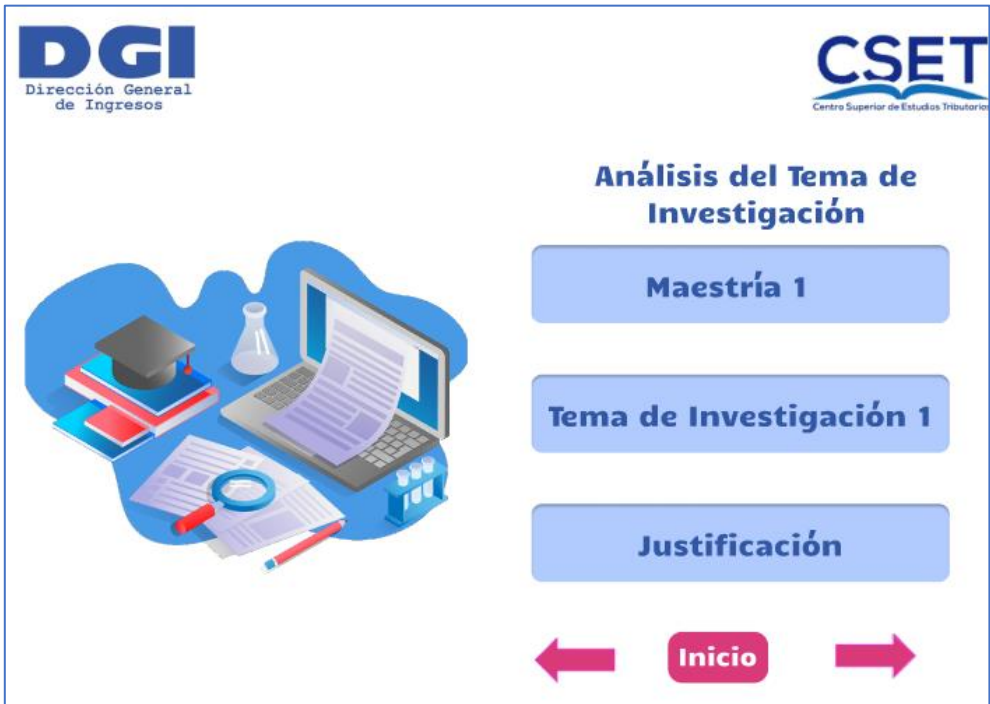 DGI
Dirección General
de Ingresos
CSET
Centro Superior de Estudios Tributarios
Análisis del Tema de
Investigación
Maestría 1
Tema de Investigación 1
Justificación
Inicio